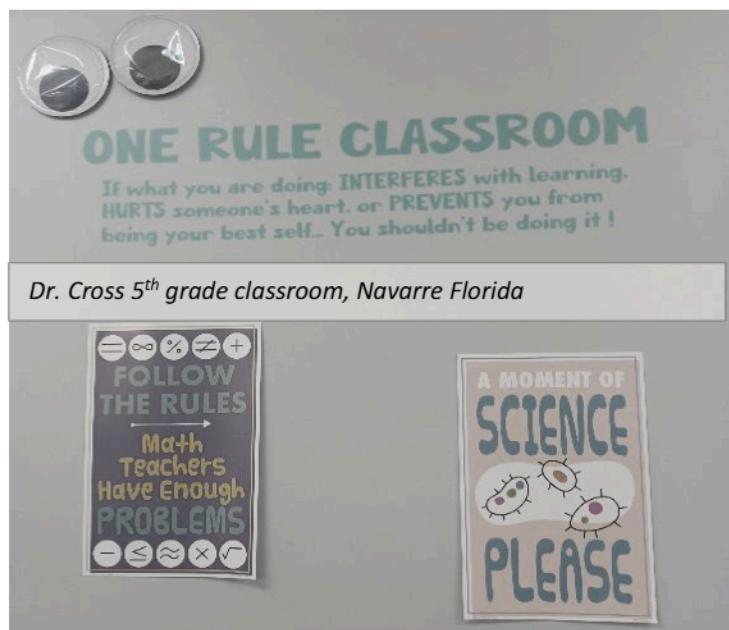 ONE RULE CLASSROOM
If what you are doing: INTERFERES with learning,
HURTS someone's heart, or PREVENTS you from
being your best self... You shouldn't be doing it !
Dr. Cross 5th grade classroom, Navarre Florida
= ∞ % ≠ +
FOLLOW
THE RULES
Math
Teachers
Have Enough
PROBLEMS
− ≤ ≈ × √
A MOMENT OF
SCIENCE
PLEASE